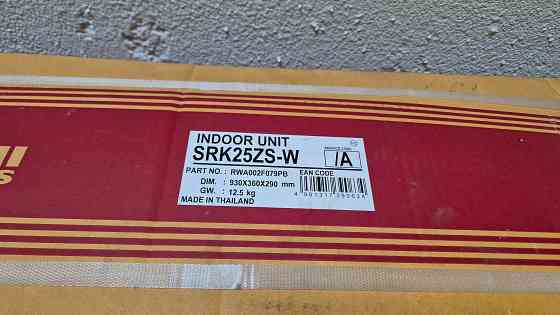 INDOOR UNIT
SRK25ZS-W
/A
PART NO. : RWA002F079PB
EAN CODE
DIM. : 930X360X290 mm
GW. : 12.5 kg
MADE IN THAILAND